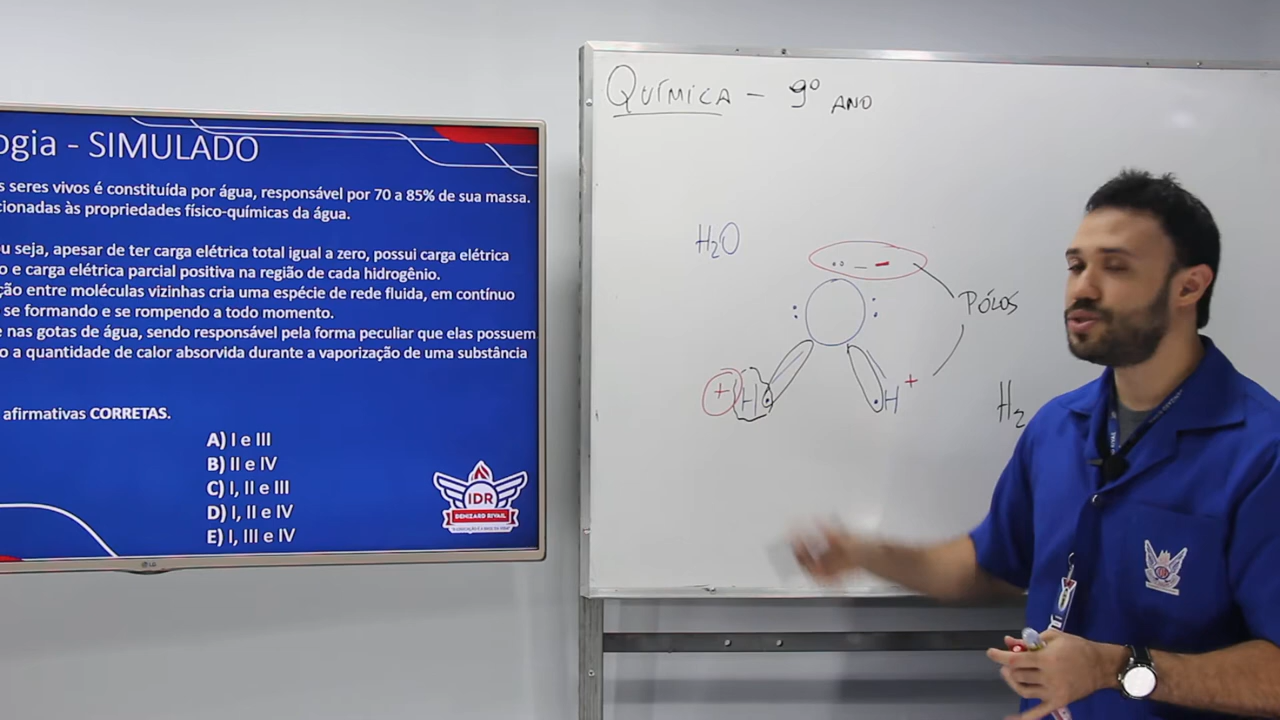 ogia - SIMULADO
s seres vivos é constituída por água, responsável por 70 a 85% de sua massa.
cionadas às propriedades físico-químicas da água.
u seja, apesar de ter carga elétrica total igual a zero, possui carga elétrica
o e carga elétrica parcial positiva na região de cada hidrogênio.
ção entre moléculas vizinhas cria uma espécie de rede fluida, em contínuo
se formando e se rompendo a todo momento.
e nas gotas de água, sendo responsável pela forma peculiar que elas possuem
o a quantidade de calor absorvida durante a vaporização de uma substância
afirmativas CORRETAS.
A) I e III
B) II e IV
C) I, II e III
D) I, II e IV
E) I, III e IV
IDR
DENIZARD RIVAIL
LG
QUÍMICA - 9º ANO
H₂O
PÓLOS
+ H
H +
H₂